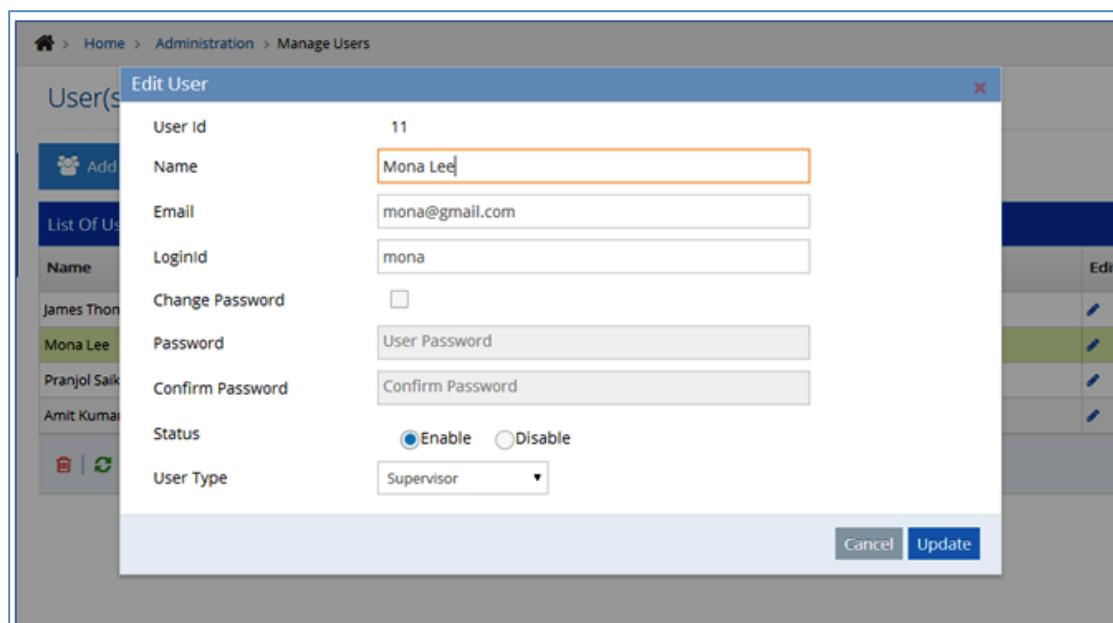 > Home > Administration > Manage Users
User(s
Edit User
User Id 11
Add
Name Mona Lee
Email mona@gmail.com
List Of Us
LoginId mona
Name
Edi
Change Password
James Thon
Password User Password
Mona Lee
Pranjol Saik
Confirm Password Confirm Password
Amit Kumar
Status Enable Disable
User Type Supervisor
Cancel Update